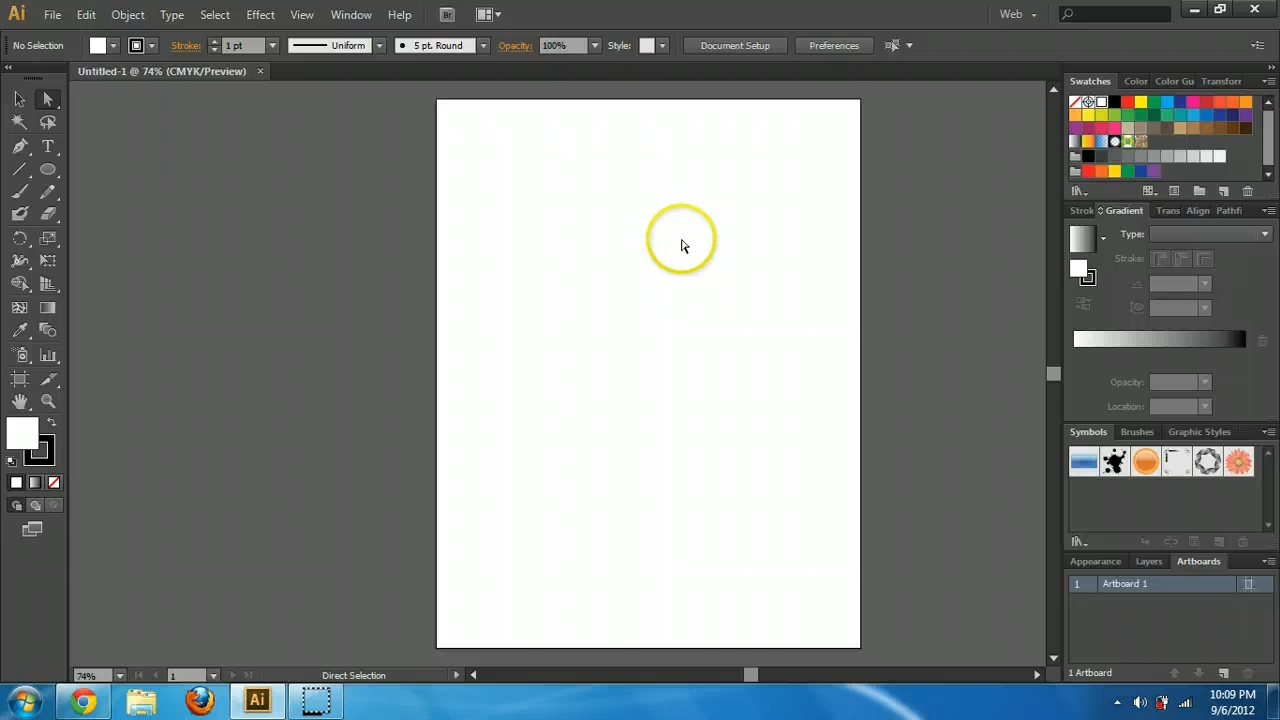 Ai File Edit Object Type Select Effect View Window Help Br Web
No Selection Stroke: 1 pt Uniform 5 pt. Round Opacity: 100% Style: Document Setup Preferences
Untitled-1 @ 74% (CMYK/Preview)
Swatches Color Color Gu Transforr
T
Strok Gradient Trans Align Pathfi
Type:
Stroke:
Opacity:
Location:
Symbols Brushes Graphic Styles
Appearance Layers Artboards
1 Artboard 1
1 Artboard
74% 1 Direct Selection
Ai
10:09 PM
9/6/2012